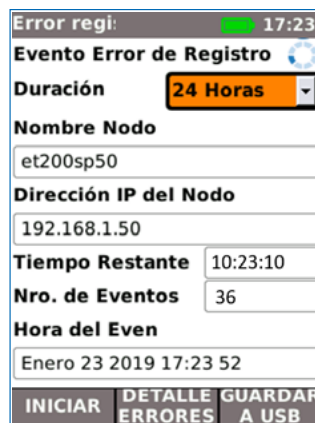 Error regi: 17:23
Evento Error de Registro
Duración 24 Horas
Nombre Nodo
et200sp50
Dirección IP del Nodo
192.168.1.50
Tiempo Restante 10:23:10
Nro. de Eventos 36
Hora del Even
Enero 23 2019 17:23 52
INICIAR DETALLE ERRORES GUARDAR A USB